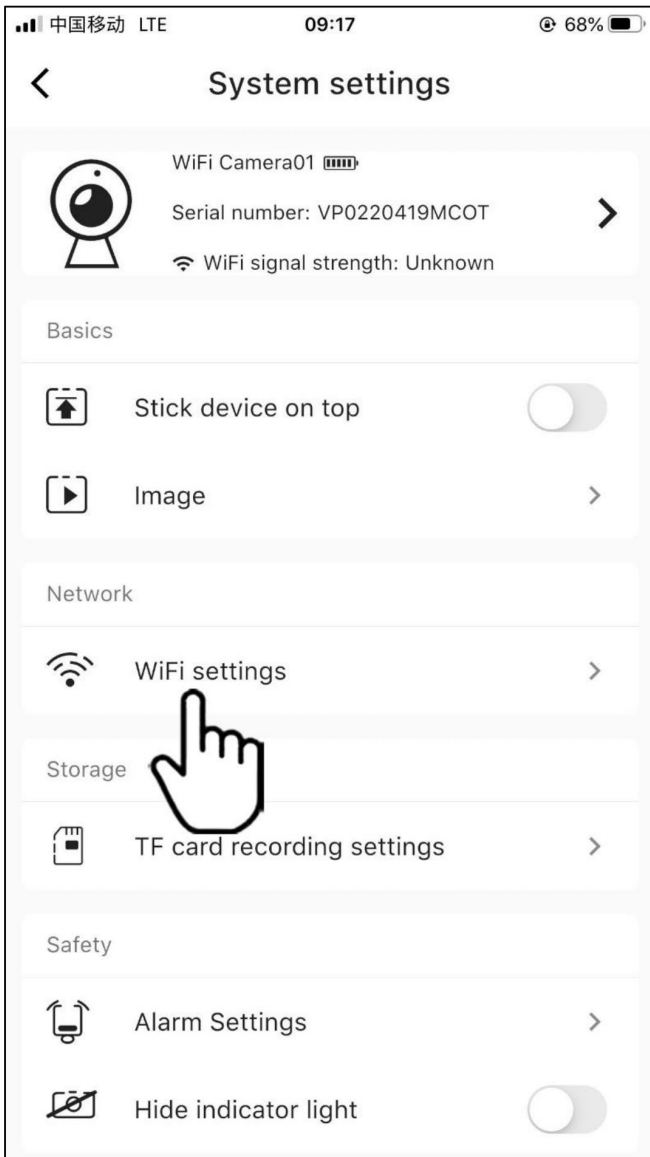 中国移动 LTE 09:17 68%
System settings
WiFi Camera01
Serial number: VP0220419MCOT
WiFi signal strength: Unknown
Basics
Stick device on top
Image
Network
WiFi settings
Storage
TF card recording settings
Safety
Alarm Settings
Hide indicator light